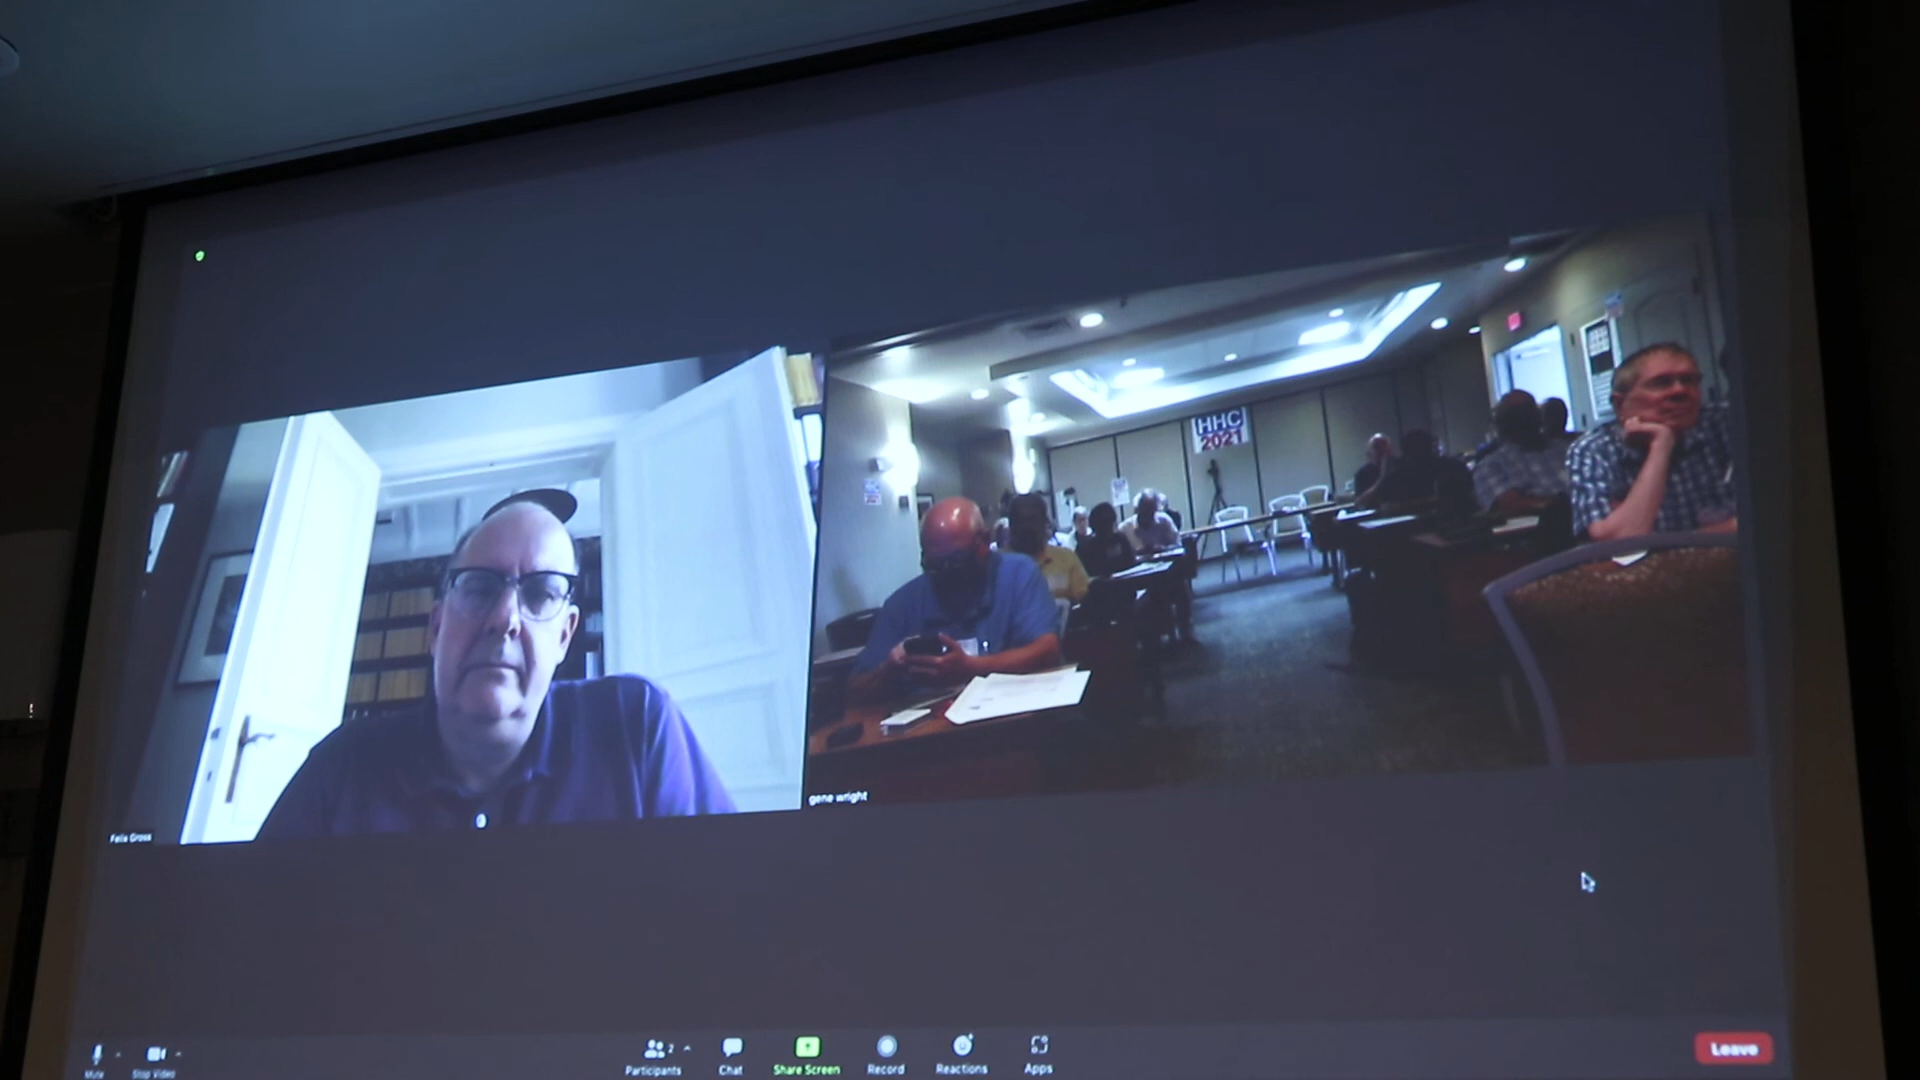 HHC
2021
gene wright
Felix Gross
Mute
Stop Video
2
Participants
Chat
Share Screen
Record
Reactions
Apps
Leave